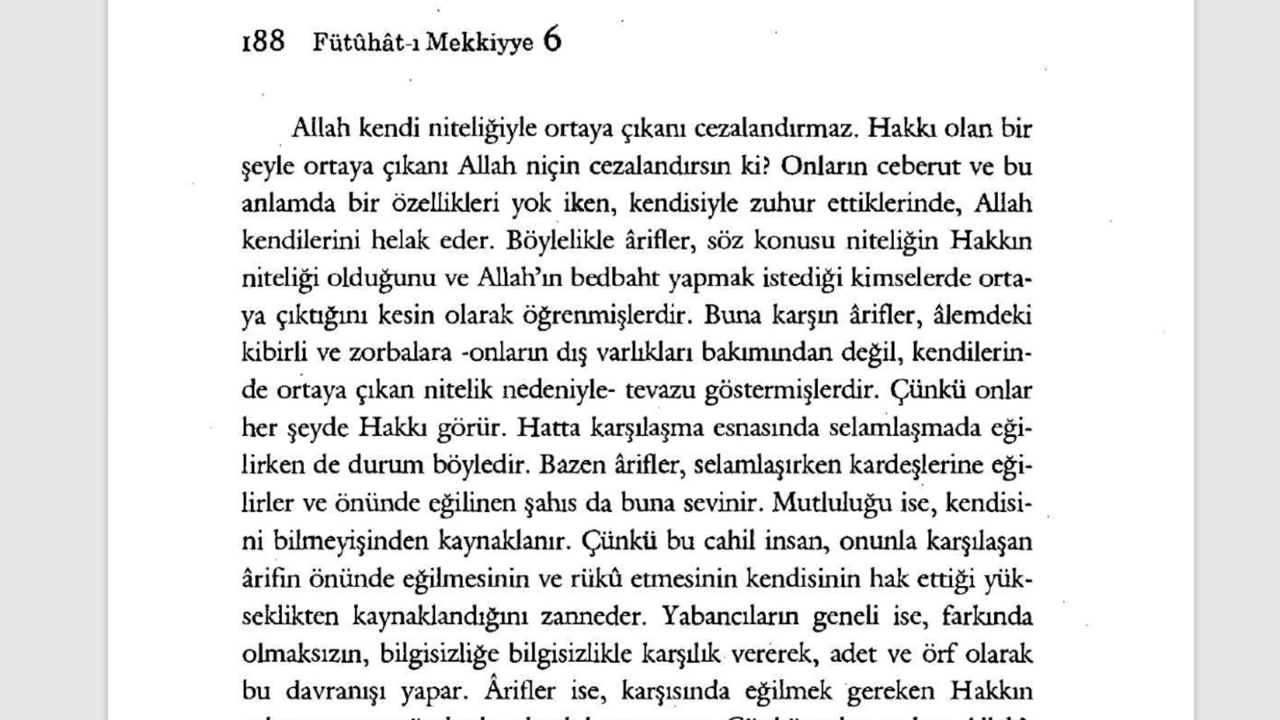 188 Fütûhât-ı Mekkiyye 6
Allah kendi niteliğiyle ortaya çıkanı cezalandırmaz. Hakkı olan bir
şeyle ortaya çıkanı Allah niçin cezalandırsın ki? Onların ceberut ve bu
anlamda bir özellikleri yok iken, kendisiyle zuhur ettiklerinde, Allah
kendilerini helak eder. Böylelikle ârifler, söz konusu niteliğin Hakkın
niteliği olduğunu ve Allah'ın bedbaht yapmak istediği kimselerde orta-
ya çıktığını kesin olarak öğrenmişlerdir. Buna karşın ârifler, âlemdeki
kibirli ve zorbalara -onların dış varlıkları bakımından değil, kendilerin-
de ortaya çıkan nitelik nedeniyle- tevazu göstermişlerdir. Çünkü onlar
her şeyde Hakkı görür. Hatta karşılaşma esnasında selamlaşmada eği-
lirken de durum böyledir. Bazen ârifler, selamlaşırken kardeşlerine eği-
lirler ve önünde eğilinen şahıs da buna sevinir. Mutluluğu ise, kendisi-
ni bilmeyişinden kaynaklanır. Çünkü bu cahil insan, onunla karşılaşan
ârifin önünde eğilmesinin ve rükû etmesinin kendisinin hak ettiği yük-
seklikten kaynaklandığını zanneder. Yabancıların geneli ise, farkında
olmaksızın, bilgisizliğe bilgisizlikle karşılık vererek, adet ve örf olarak
bu davranışı yapar. Ârifler ise, karşısında eğilmek gereken Hakkın